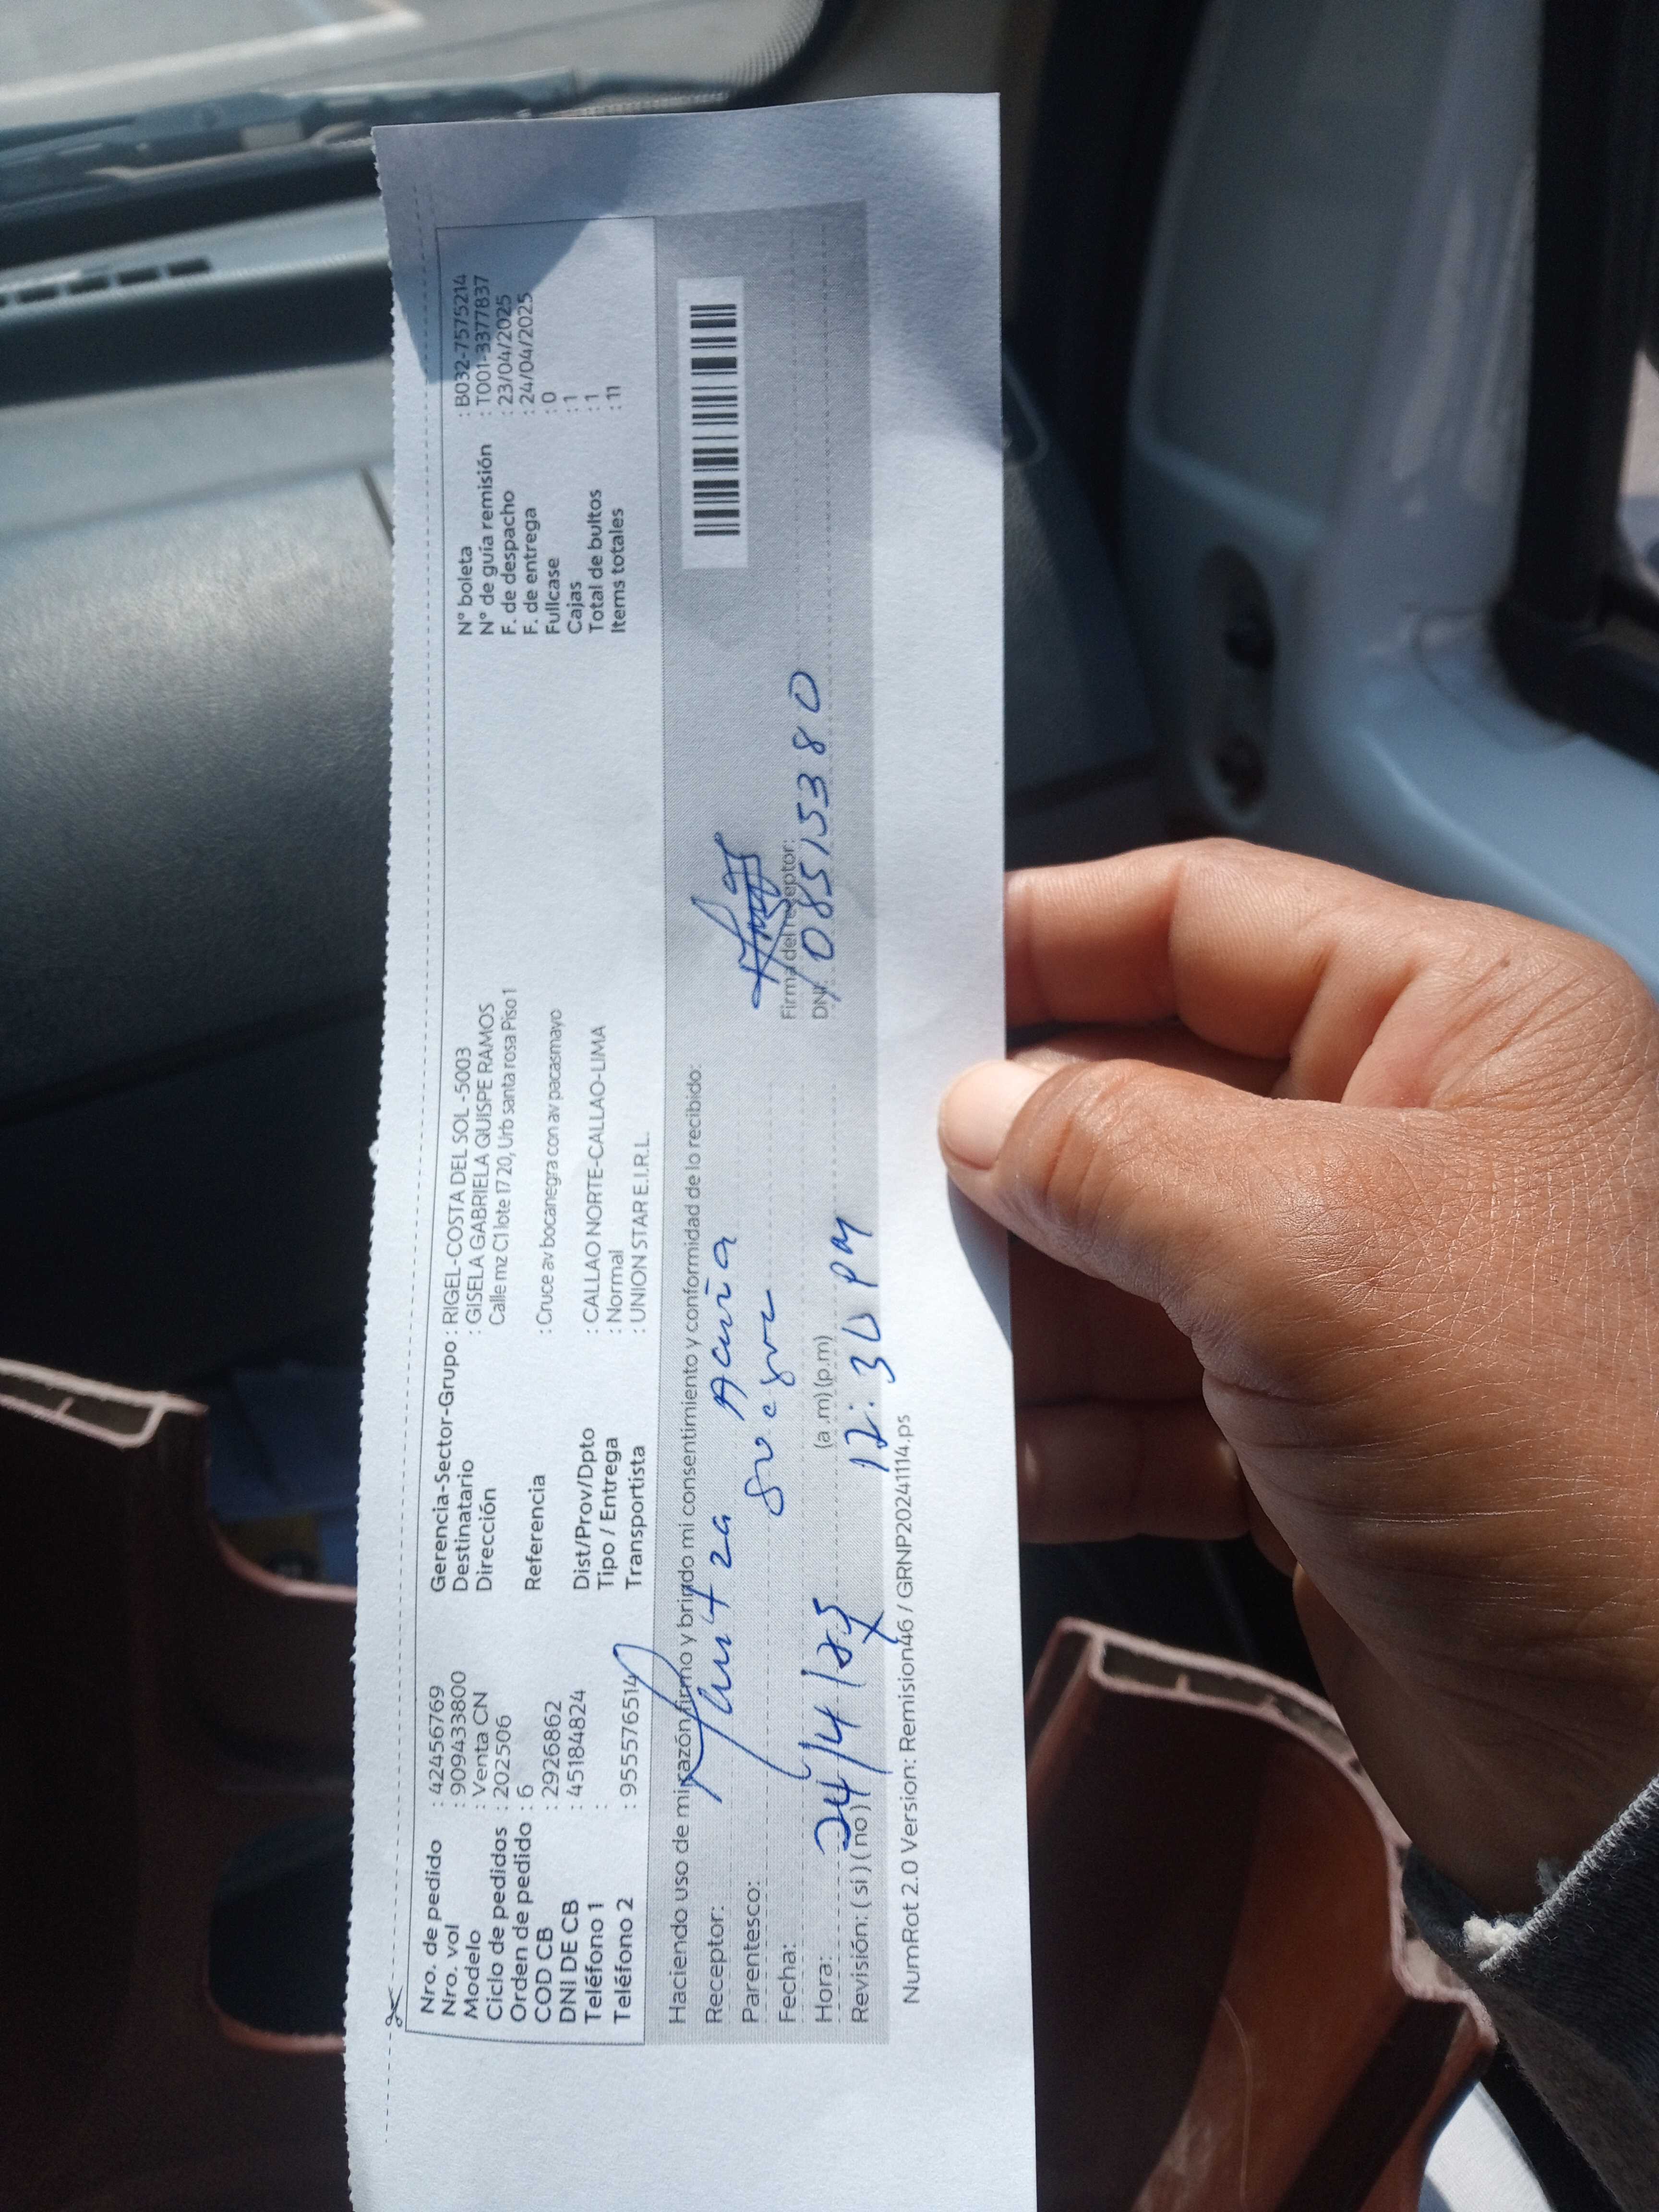 Nro. de pedido : 42456769
Nro. vol : 909433800
Modelo : Venta CN
Ciclo de pedidos : 202506
Orden de pedido : 6
COD CB : 2926862
DNI DE CB : 45184824
Teléfono 1 :
Teléfono 2 : 955576514
Gerencia-Sector-Grupo : RIGEL-COSTA DEL SOL -5003
Destinatario : GISELA GABRIELA QUISPE RAMOS
Dirección Calle mz C1 lote 17 20, Urb santa rosa Piso 1
Referencia : Cruce av bocanegra con av pacasmayo
Dist/Prov/Dpto : CALLAO NORTE-CALLAO-LIMA
Tipo / Entrega : Normal
Transportista : UNION STAR E.I.R.L.
N° boleta : B032-7575214
N° de guía remisión : T001-3377837
F. de despacho : 23/04/2025
F. de entrega : 24/04/2025
Fullcase : 0
Cajas : 1
Total de bultos : 1
Items totales : 11
Haciendo uso de mi razón firmo y brindo mi consentimiento y conformidad de lo recibido:
Receptor: Acuña
Parentesco: suegra
Fecha: 24/4/25
Hora: (a .m) (p.m) 12:30 PM
Revisión: ( si ) ( no )
Firma del receptor:
DNI: 08515380
NumRot 2.0 Version: Remision46 / GRNP20241114.ps